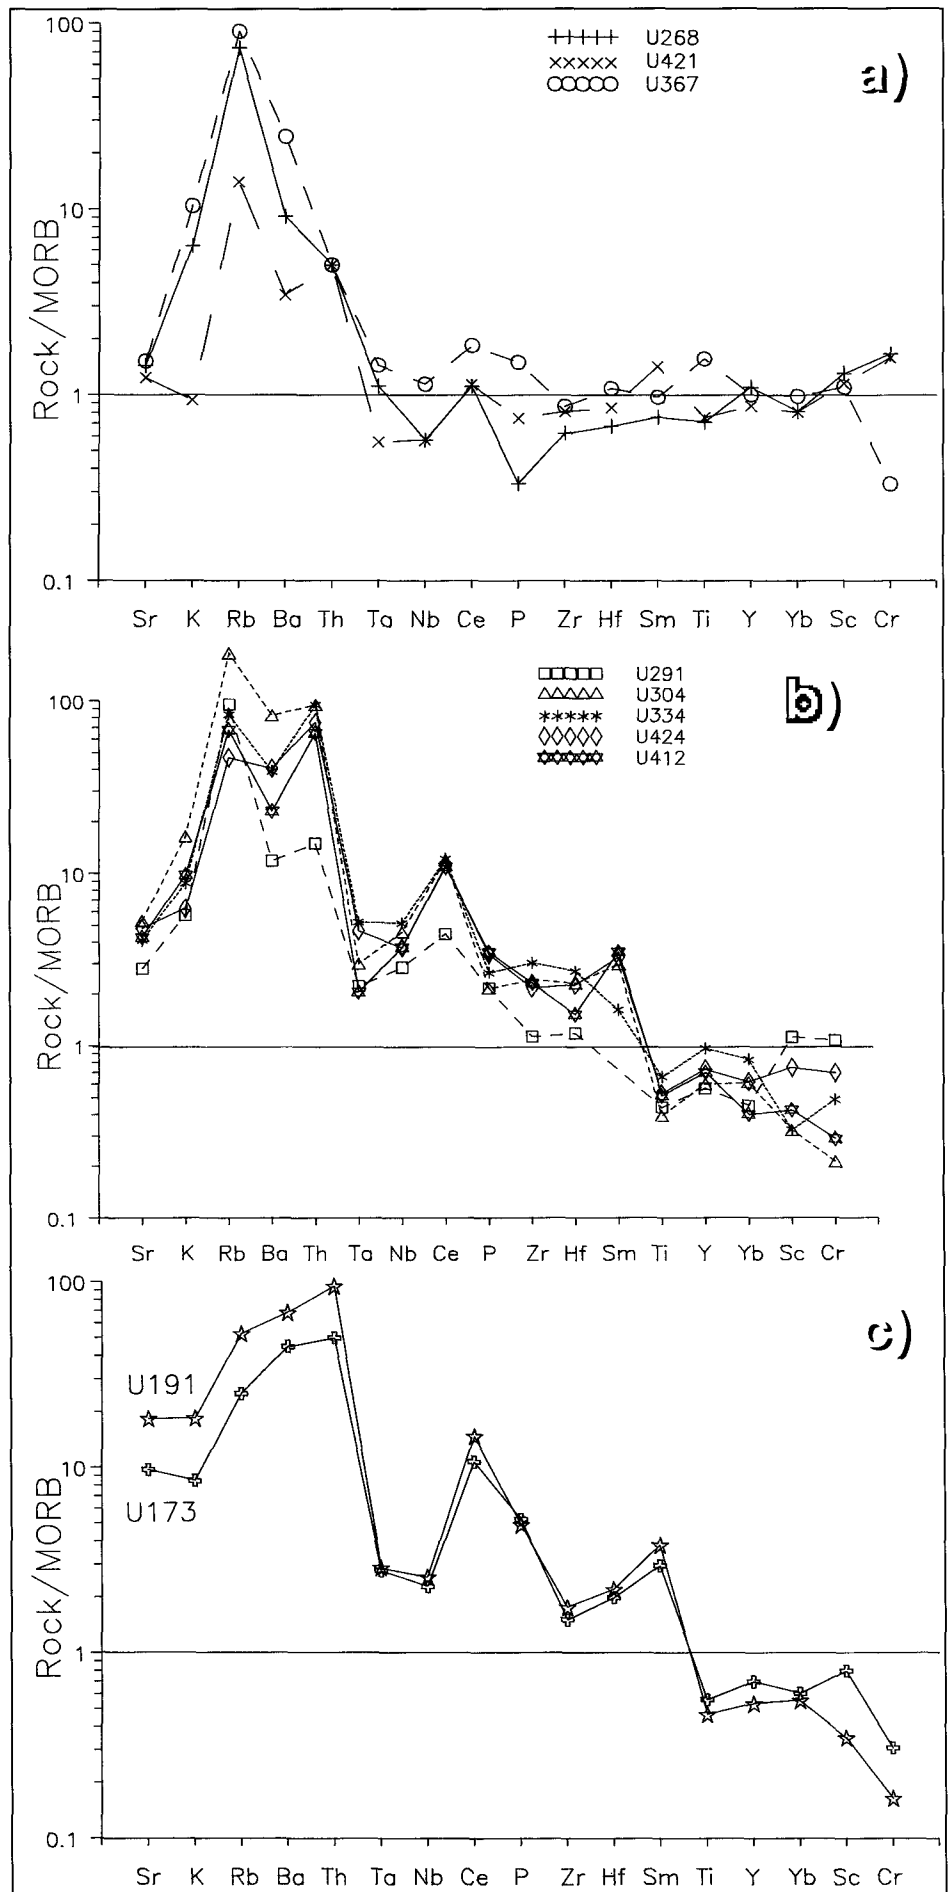 100
10
1
0.1
Rock/MORB
U268
U421
U367
a)
Sr K Rb Ba Th Ta Nb Ce P Zr Hf Sm Ti Y Yb Sc Cr
100
10
1
0.1
Rock/MORB
U291
U304
U334
U424
U412
b)
Sr K Rb Ba Th Ta Nb Ce P Zr Hf Sm Ti Y Yb Sc Cr
100
10
1
0.1
Rock/MORB
c)
U191
U173
Sr K Rb Ba Th Ta Nb Ce P Zr Hf Sm Ti Y Yb Sc Cr